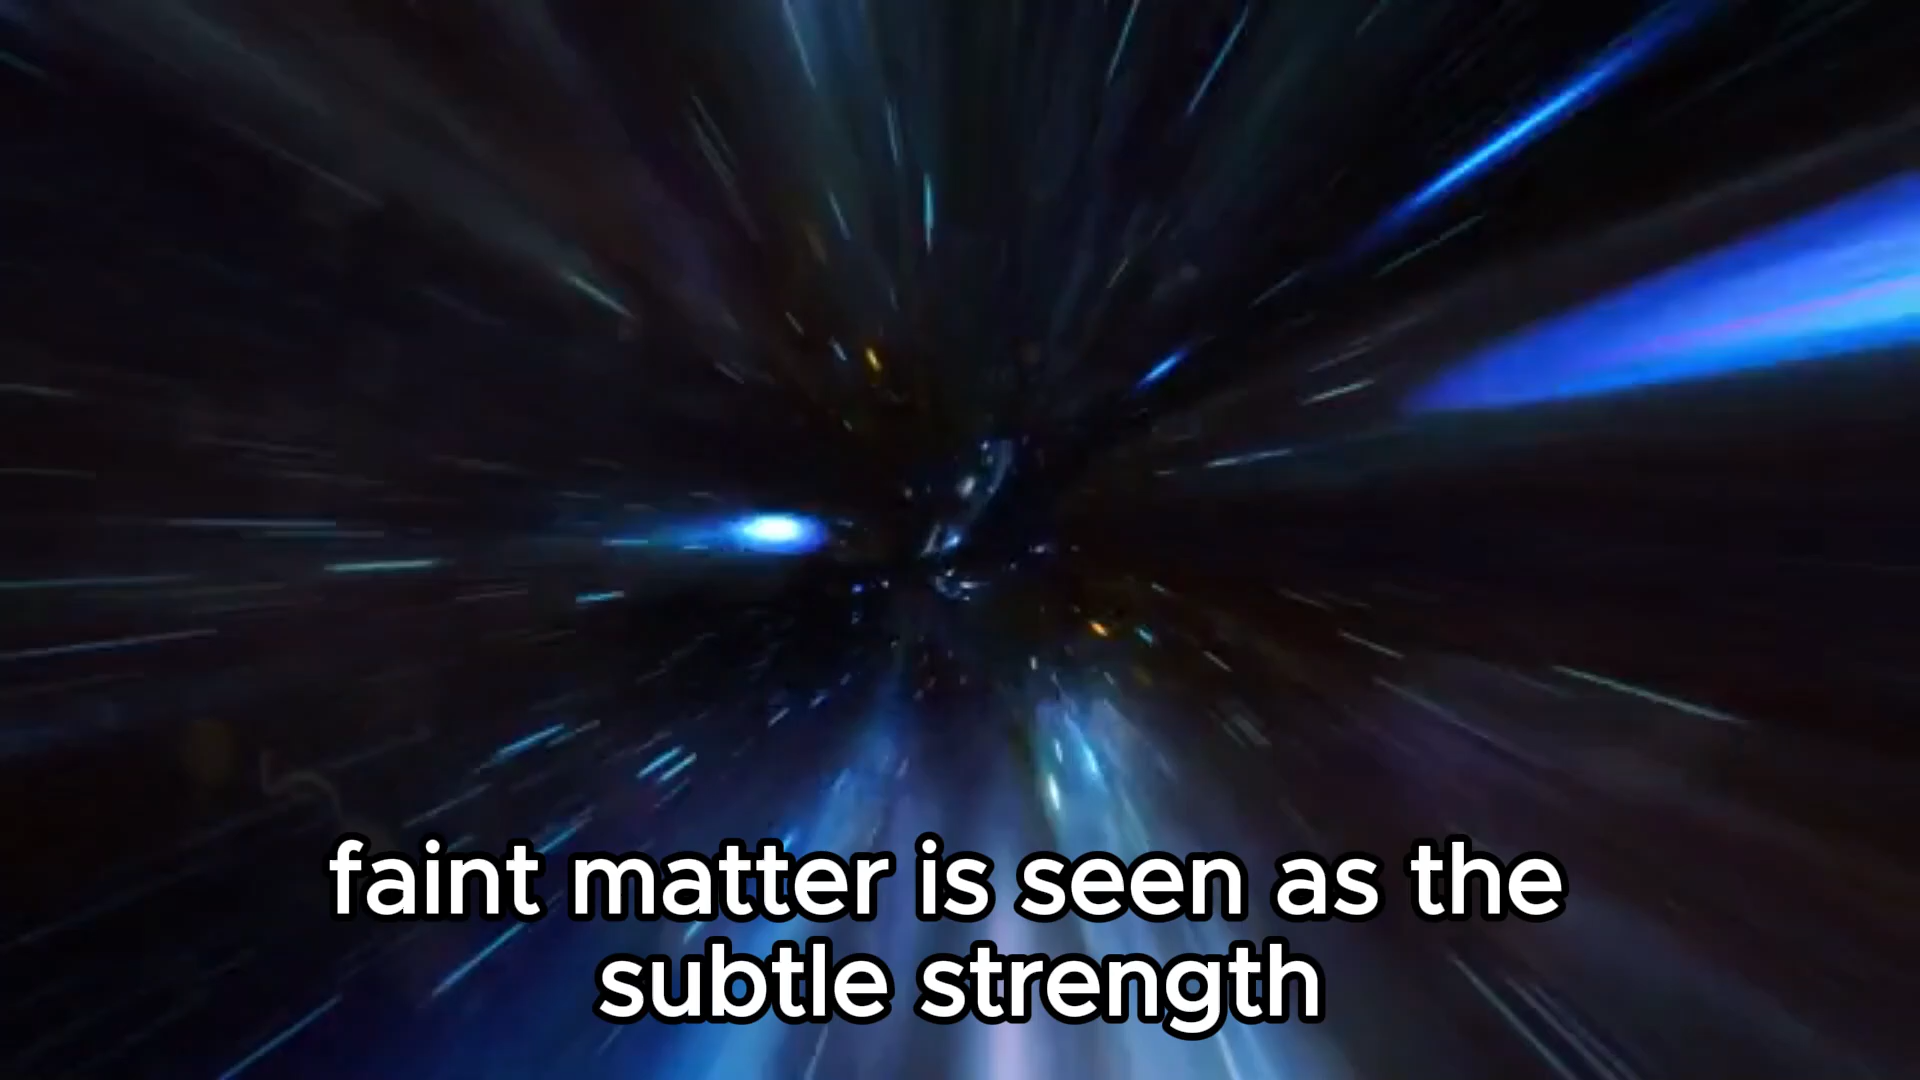 faint matter is seen as the
subtle strength